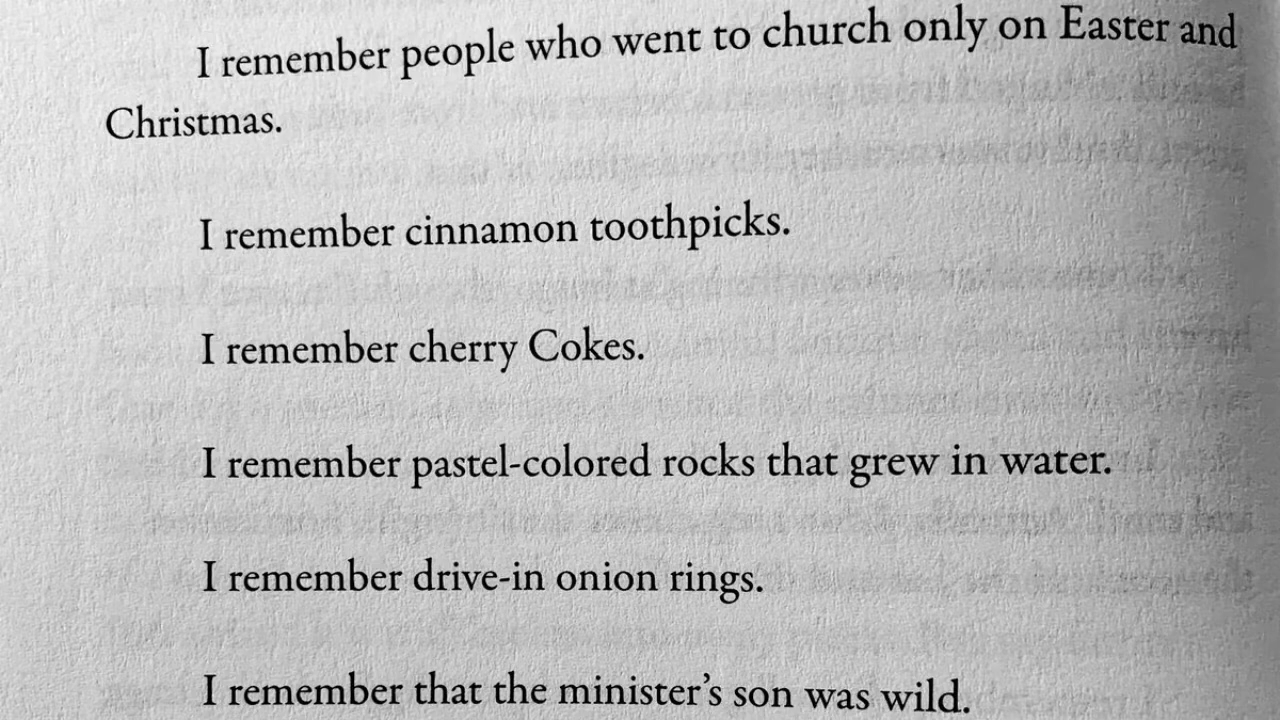 I remember people who went to church only on Easter and
Christmas.
I remember cinnamon toothpicks.
I remember cherry Cokes.
I remember pastel-colored rocks that grew in water.
I remember drive-in onion rings.
I remember that the minister’s son was wild.